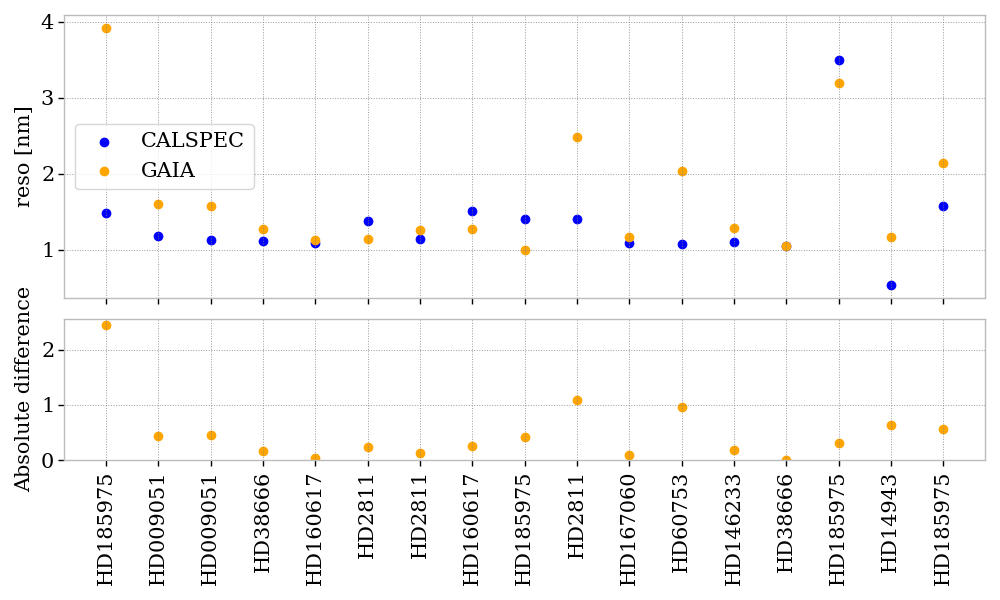 4
3
2
1
reso [nm]
CALSPEC
GAIA
2
1
0
Absolute difference
HD185975
HD009051
HD009051
HD38666
HD160617
HD2811
HD2811
HD160617
HD185975
HD2811
HD167060
HD60753
HD146233
HD38666
HD185975
HD14943
HD185975